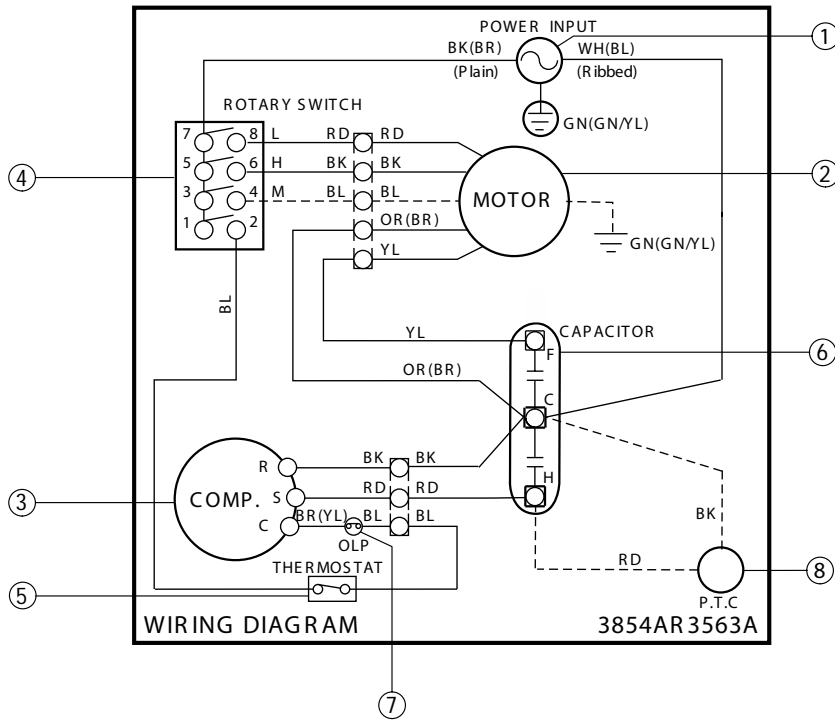 POWER INPUT
1
BK(BR)
WH(BL)
(Plain)
(Ribbed)
ROTARY SWITCH
GN(GN/YL)
7
8
L
RD
RD
5
6
H
BK
BK
4
2
MOTOR
3
4
M
BL
BL
1
2
OR(BR)
GN(GN/YL)
YL
BL
YL
CAPACITOR
F
6
OR(BR)
C
R
BK
BK
H
3
COMP.
S
RD
RD
C
BR(YL)
BL
BL
BK
OLP
RD
THERMOSTAT
8
5
P.T.C
WIRING DIAGRAM
3854AR3563A
7